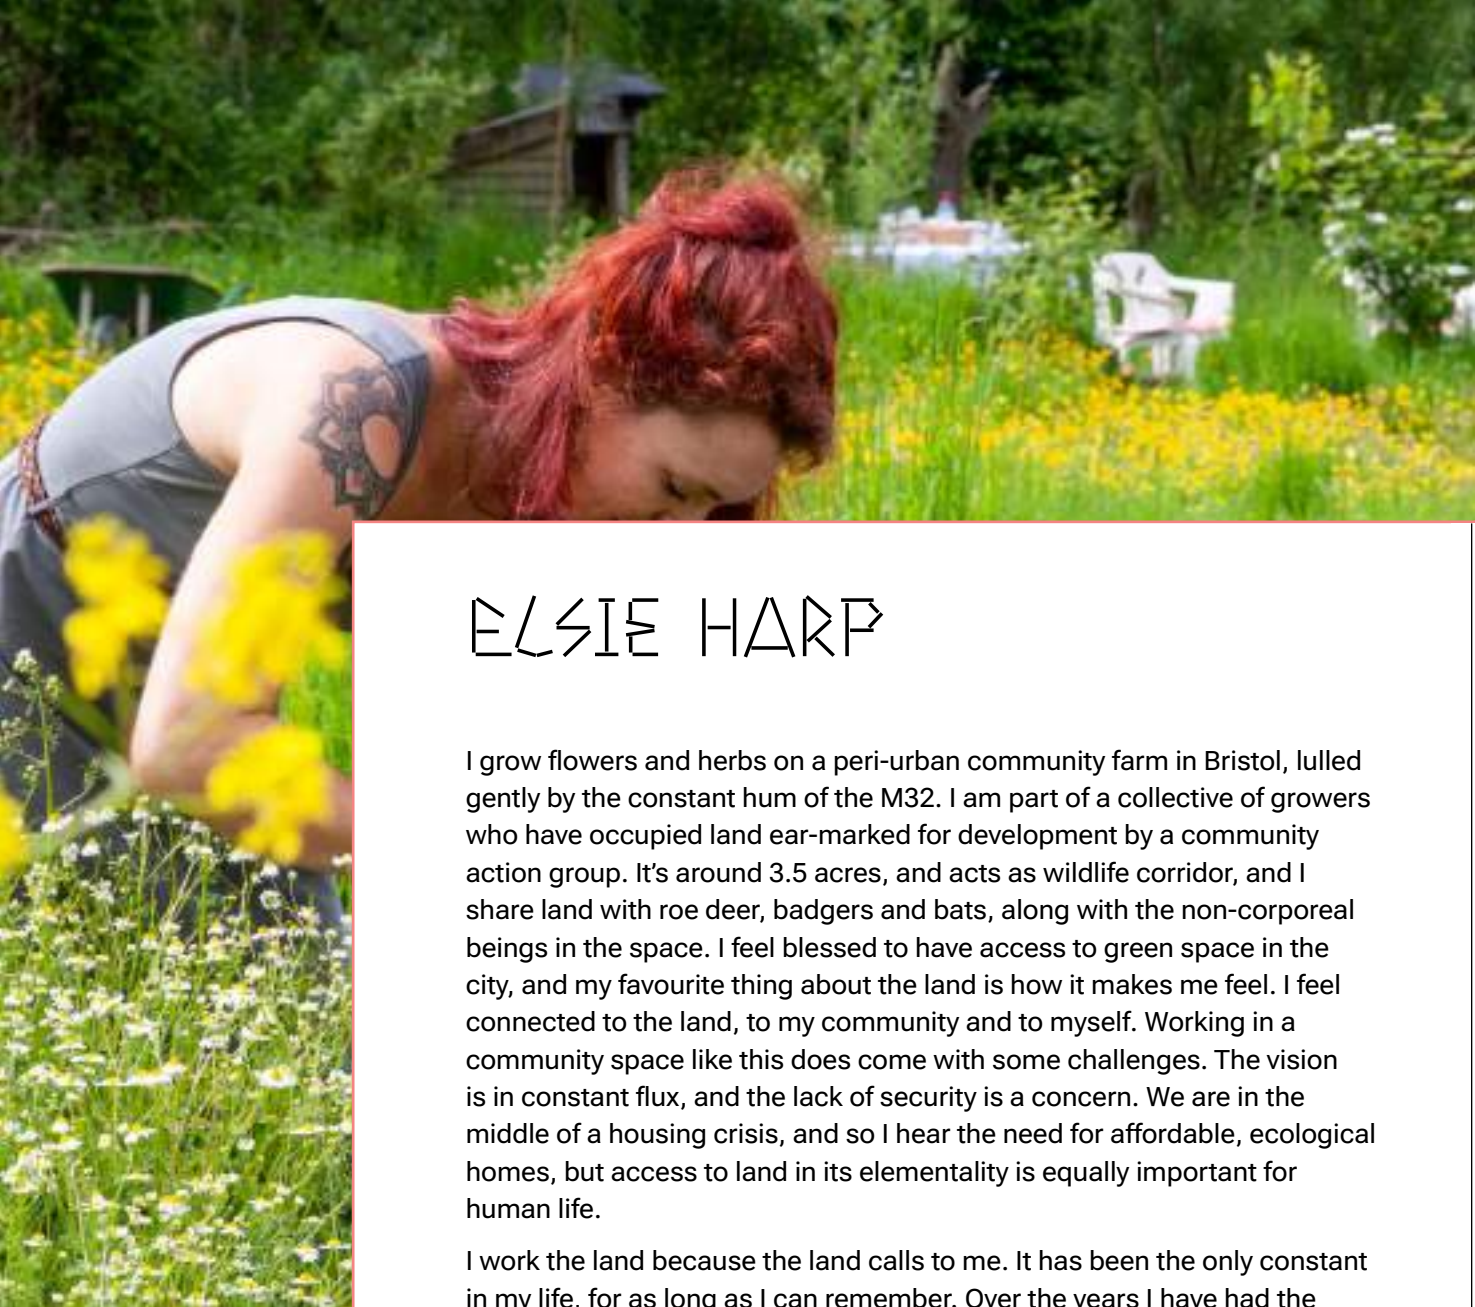 ELSIE HARP
I grow flowers and herbs on a peri-urban community farm in Bristol, lulled
gently by the constant hum of the M32. I am part of a collective of growers
who have occupied land ear-marked for development by a community
action group. It’s around 3.5 acres, and acts as wildlife corridor, and I
share land with roe deer, badgers and bats, along with the non-corporeal
beings in the space. I feel blessed to have access to green space in the
city, and my favourite thing about the land is how it makes me feel. I feel
connected to the land, to my community and to myself. Working in a
community space like this does come with some challenges. The vision
is in constant flux, and the lack of security is a concern. We are in the
middle of a housing crisis, and so I hear the need for affordable, ecological
homes, but access to land in its elementality is equally important for
human life.
I work the land because the land calls to me. It has been the only constant
in my life, for as long as I can remember. Over the years I have had the